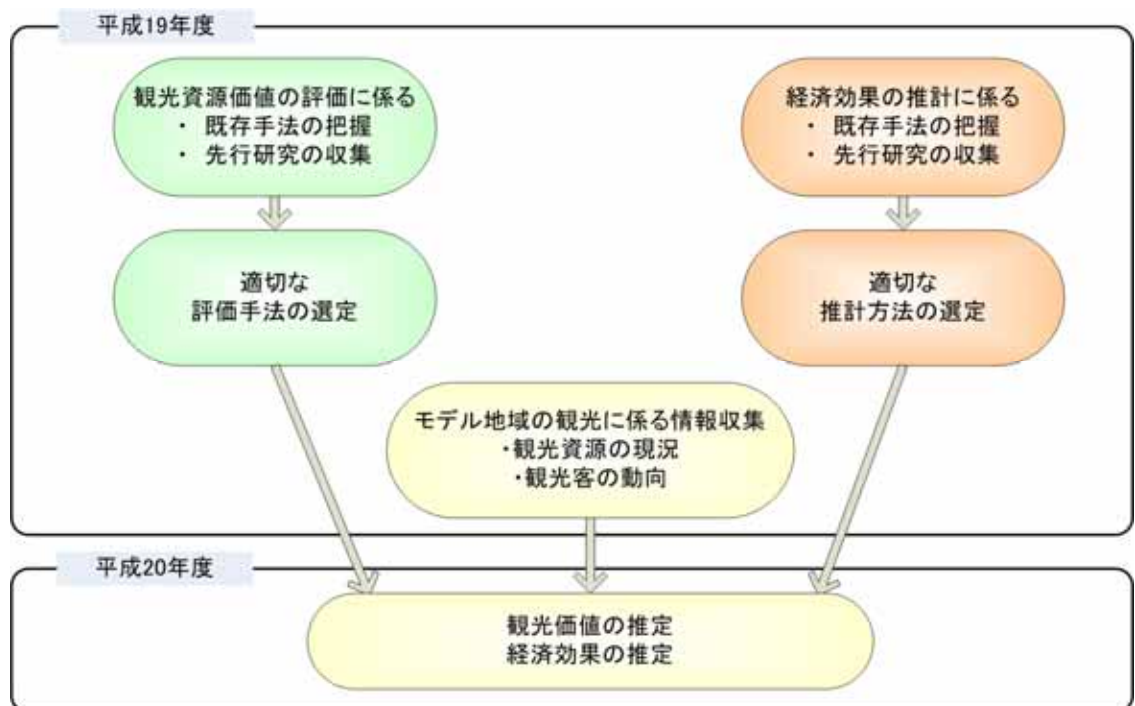 平成19年度
観光資源価値の評価に係る
・ 既存手法の把握
・ 先行研究の収集
経済効果の推計に係る
・ 既存手法の把握
・ 先行研究の収集
適切な
評価手法の選定
適切な
推計方法の選定
モデル地域の観光に係る情報収集
・観光資源の現況
・観光客の動向
平成20年度
観光価値の推定
経済効果の推定